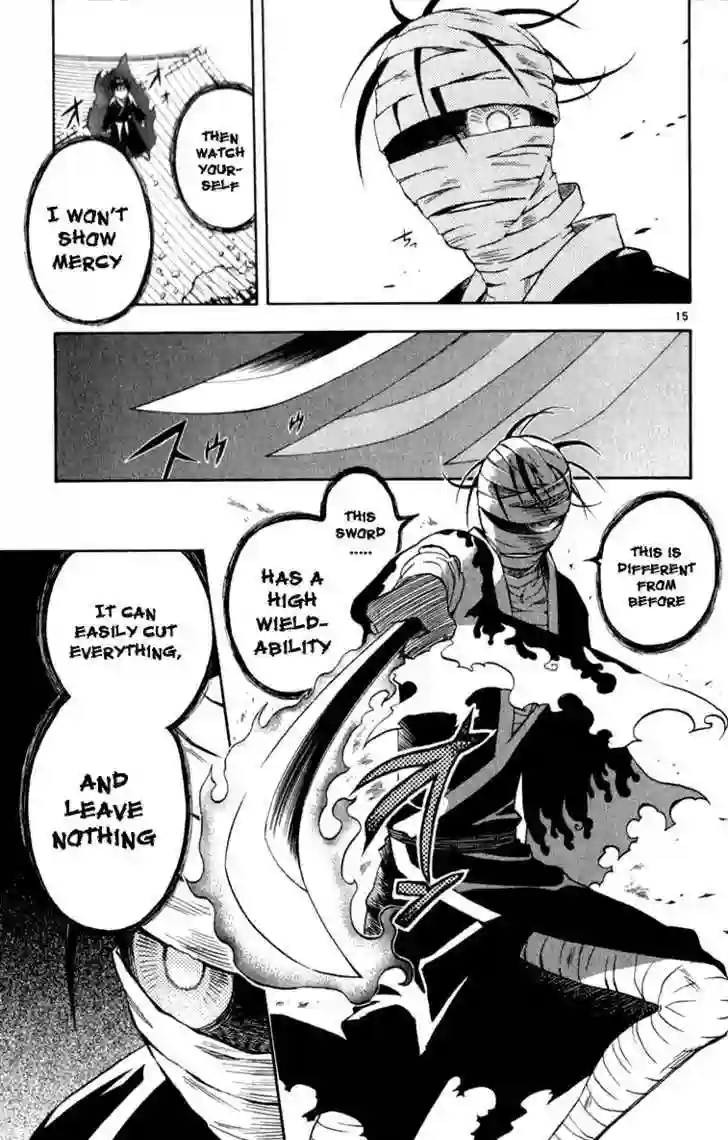 THEN
WATCH
YOUR-
SELF
I WON'T
SHOW
MERCY
15
THIS IS
DIFFERENT
FROM
BEFORE
THIS
SWORD
.....
HAS A
HIGH
WIELD-
ABILITY
IT CAN
EASILY CUT
EVERYTHING,
AND
LEAVE
NOTHING